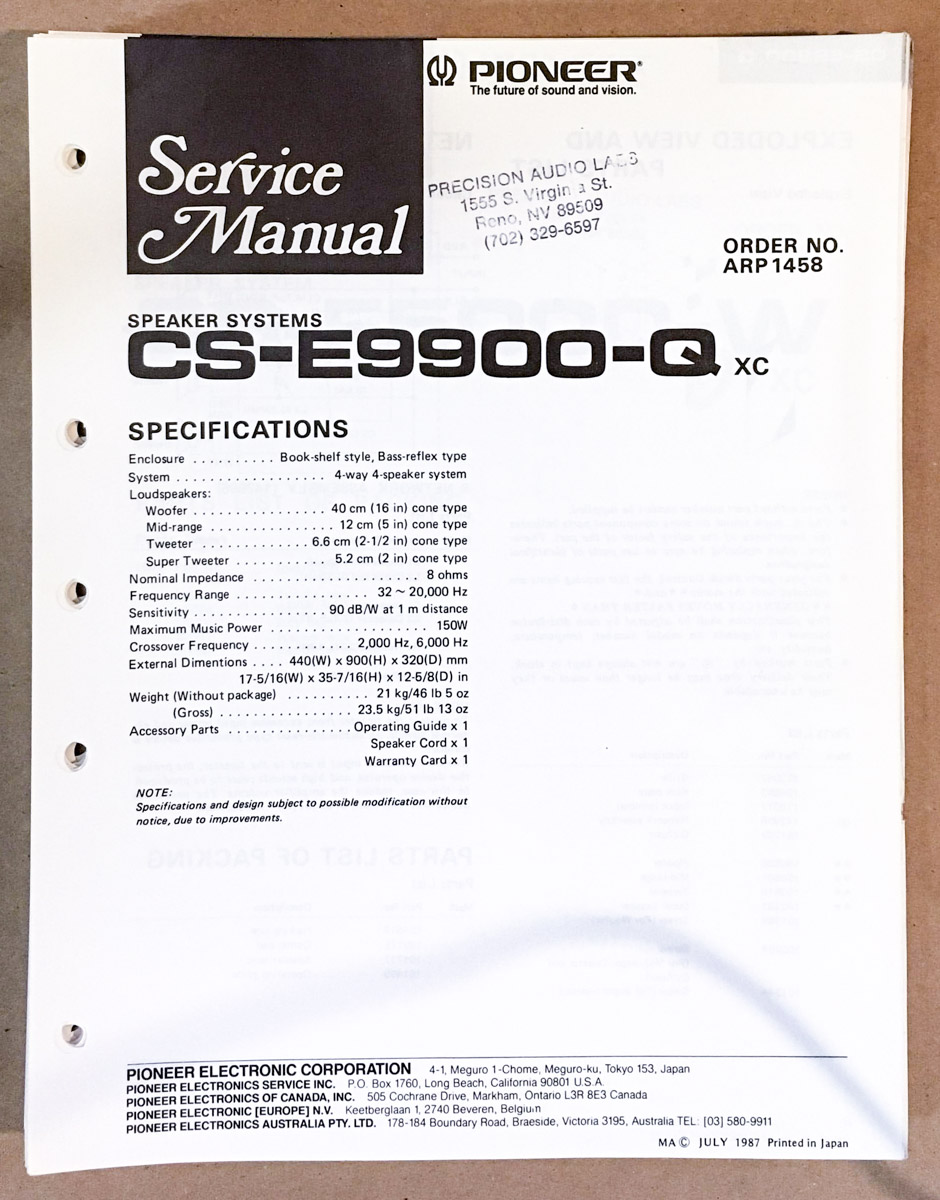 Service
Manual
PIONEER®
The future of sound and vision.
PRECISION AUDIO LABS
1555 S. Virginia St.
Reno, NV 89509
(702) 329-6597
ORDER NO.
ARP1458
SPEAKER SYSTEMS
CS-E9900-Q XC
SPECIFICATIONS
Enclosure . . . . . . . . . . Book-shelf style, Bass-reflex type
System . . . . . . . . . . . . . . . . . . 4-way 4-speaker system
Loudspeakers:
Woofer . . . . . . . . . . . . . . . . 40 cm (16 in) cone type
Mid-range . . . . . . . . . . . . . . . 12 cm (5 in) cone type
Tweeter . . . . . . . . . . . . . 6.6 cm (2-1/2 in) cone type
Super Tweeter . . . . . . . . . . . 5.2 cm (2 in) cone type
Nominal Impedance . . . . . . . . . . . . . . . . . . . . 8 ohms
Frequency Range . . . . . . . . . . . . . . . . 32 ~ 20,000 Hz
Sensitivity . . . . . . . . . . . . . . . . 90 dB/W at 1 m distance
Maximum Music Power . . . . . . . . . . . . . . . . . . . 150W
Crossover Frequency . . . . . . . . . . . . 2,000 Hz, 6,000 Hz
External Dimentions . . . . 440(W) x 900(H) x 320(D) mm
17-5/16(W) x 35-7/16(H) x 12-5/8(D) in
Weight (Without package) . . . . . . . . . . 21 kg/46 lb 5 oz
(Gross) . . . . . . . . . . . . . . . . 23.5 kg/51 lb 13 oz
Accessory Parts . . . . . . . . . . . . . . . Operating Guide x 1
Speaker Cord x 1
Warranty Card x 1
NOTE:
Specifications and design subject to possible modification without
notice, due to improvements.
PIONEER ELECTRONIC CORPORATION 4-1, Meguro 1-Chome, Meguro-ku, Tokyo 153, Japan
PIONEER ELECTRONICS SERVICE INC. P.O. Box 1760, Long Beach, California 90801 U.S.A.
PIONEER ELECTRONICS OF CANADA, INC. 505 Cochrane Drive, Markham, Ontario L3R 8E3 Canada
PIONEER ELECTRONIC [EUROPE] N.V. Keetberglaan 1, 2740 Beveren, Belgium
PIONEER ELECTRONICS AUSTRALIA PTY. LTD. 178-184 Boundary Road, Braeside, Victoria 3195, Australia TEL: [03] 580-9911
MA © JULY 1987 Printed in Japan